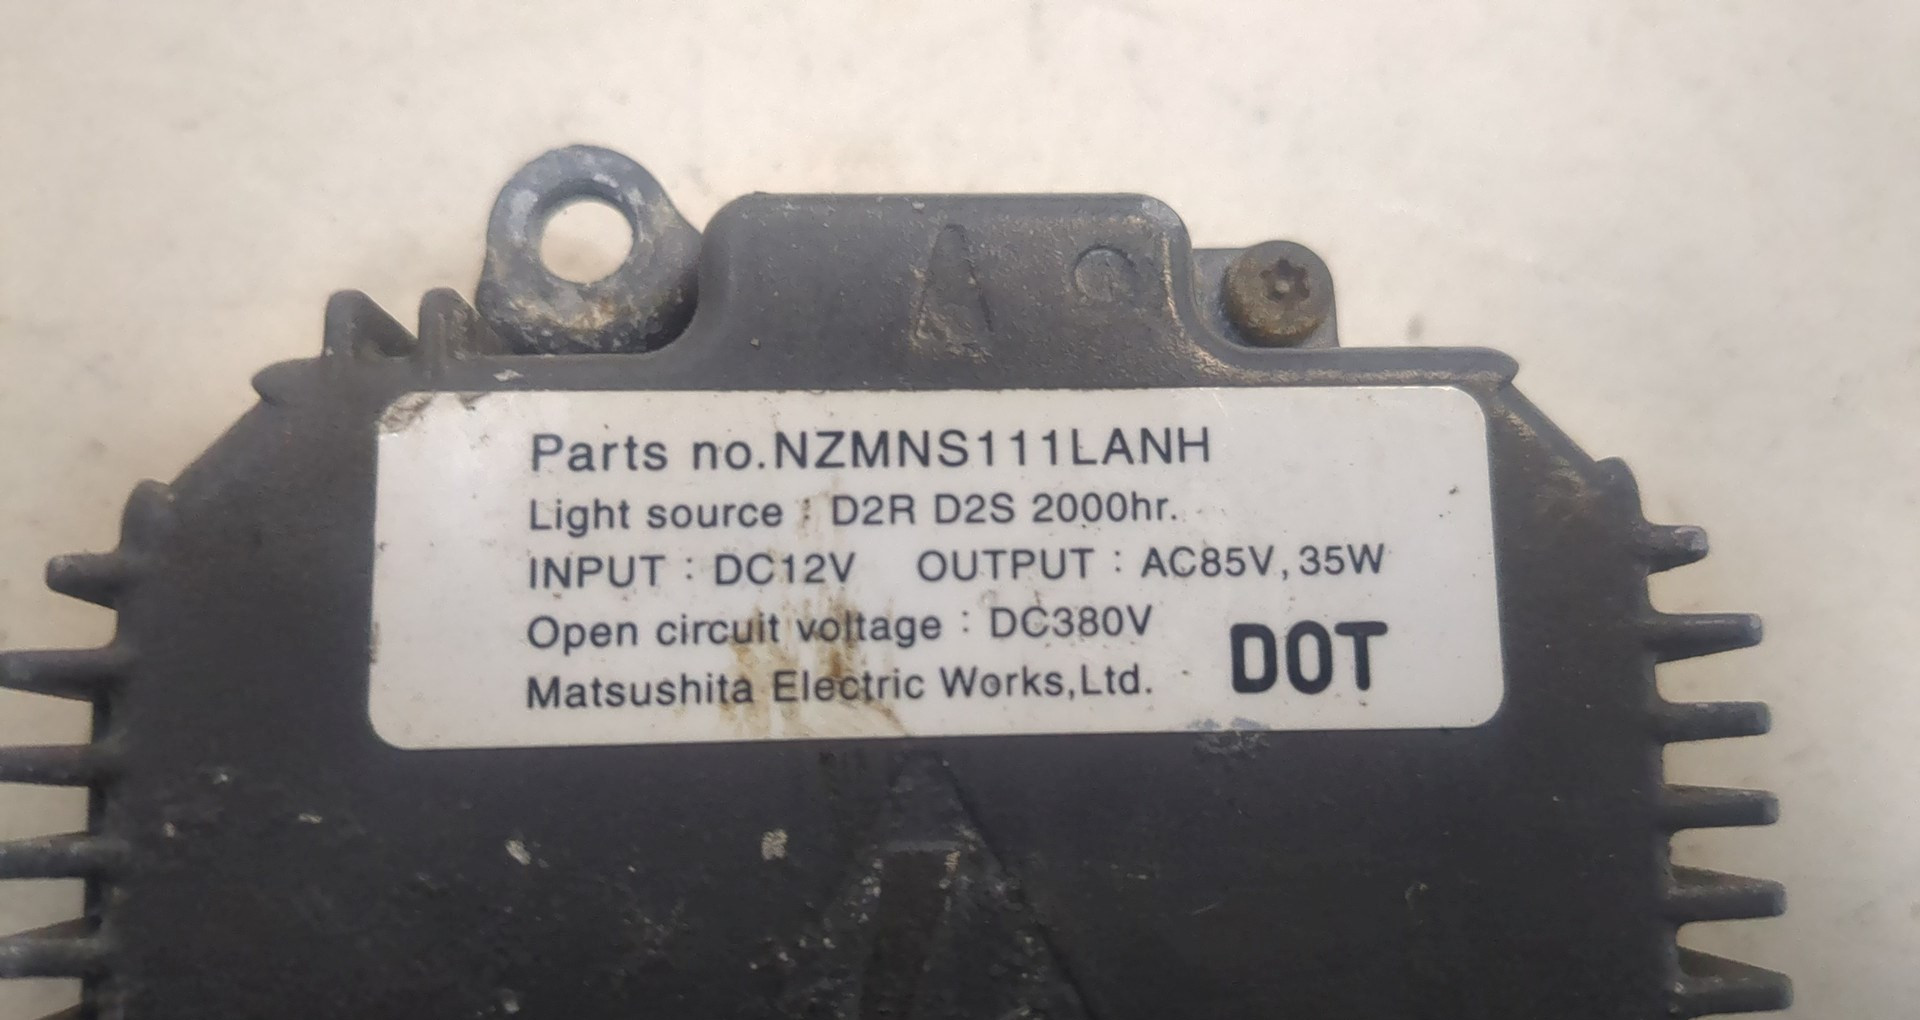 Parts no.NZMNS111LANH
Light source : D2R D2S 2000hr.
INPUT : DC12V OUTPUT : AC85V,35W
Open circuit voltage : DC380V
Matsushita Electric Works,Ltd. DOT